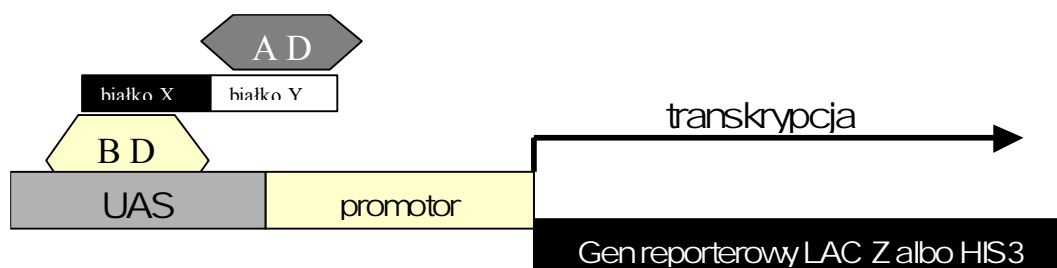 A D
białko X białko Y
transkrypcja
B D
UAS promotor
Gen reporterowy LAC Z albo HIS3